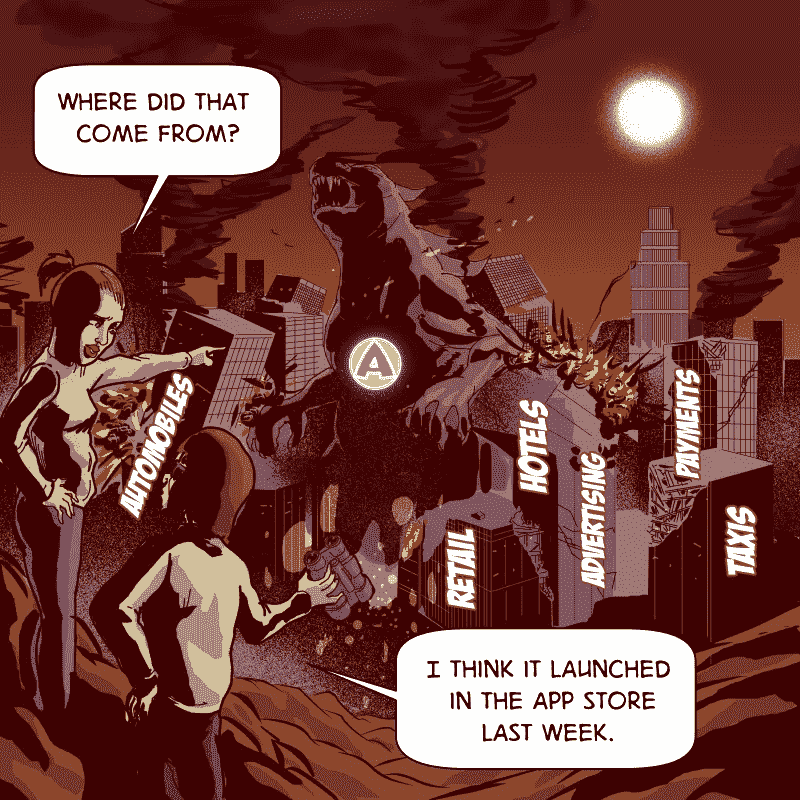 WHERE DID THAT
COME FROM?
A
AUTOMOBILES
HOTELS
ADVERTISING
PAYMENTS
RETAIL
TAXIS
I THINK IT LAUNCHED
IN THE APP STORE
LAST WEEK.